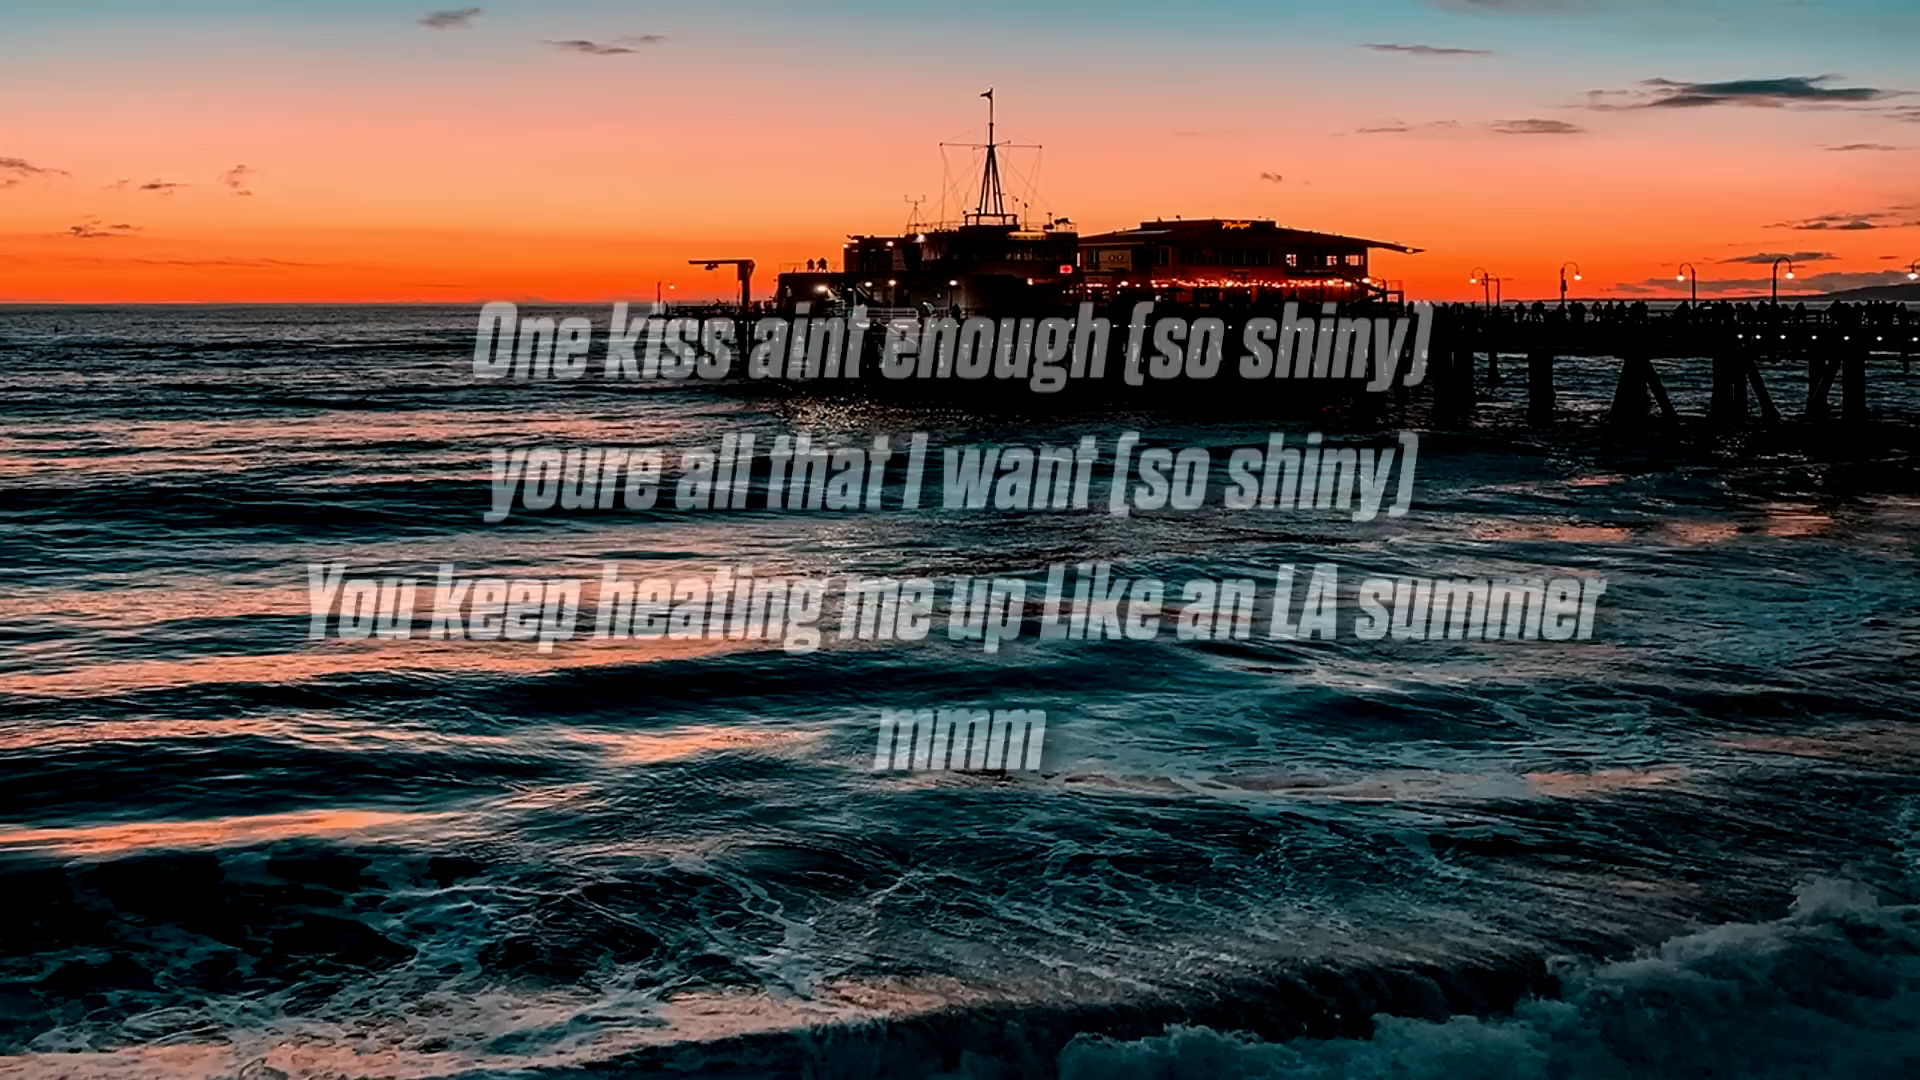 One kiss aint enough (so shiny)
youre all that I want (so shiny)
You keep heating me up Like an LA summer
mmm